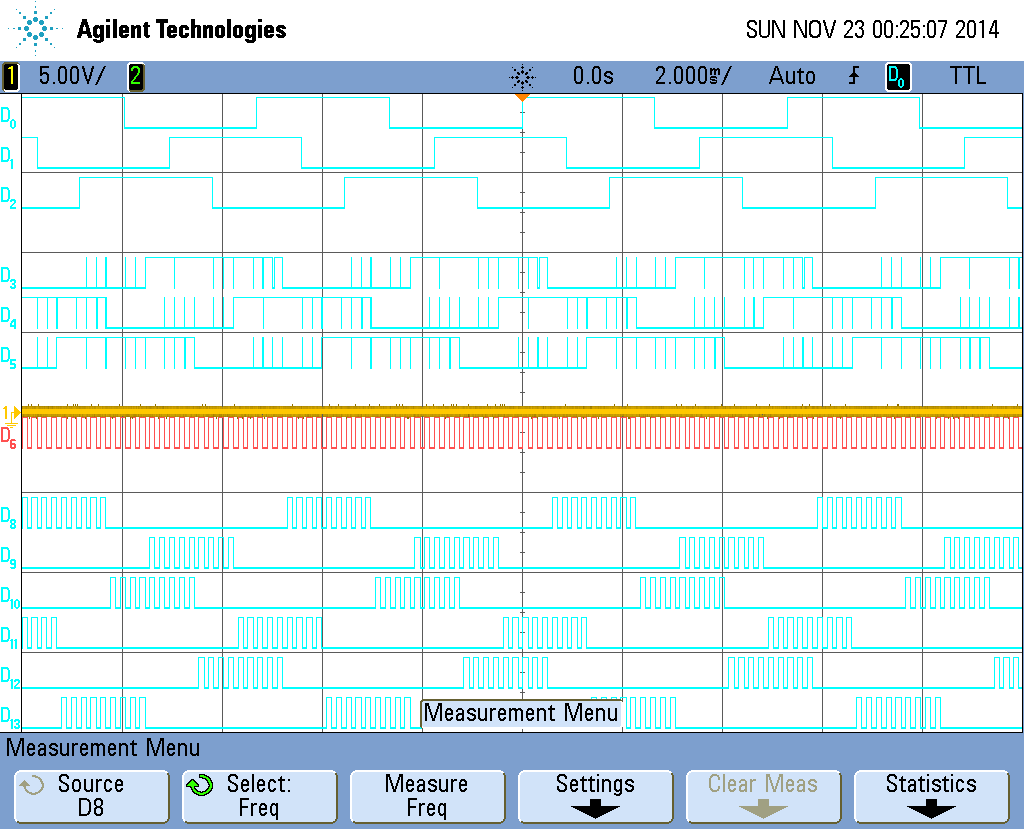 Agilent Technologies
SUN NOV 23 00:25:07 2014
1 5.00V/ 2 0.0s 2.000ms/ Auto D0 TTL
D0
D1
D2
D3
D4
D5
1
D6
D8
D9
D10
D11
D12
D13
Measurement Menu
Measurement Menu
Source
D8
Select:
Freq
Measure
Freq
Settings
Clear Meas
Statistics